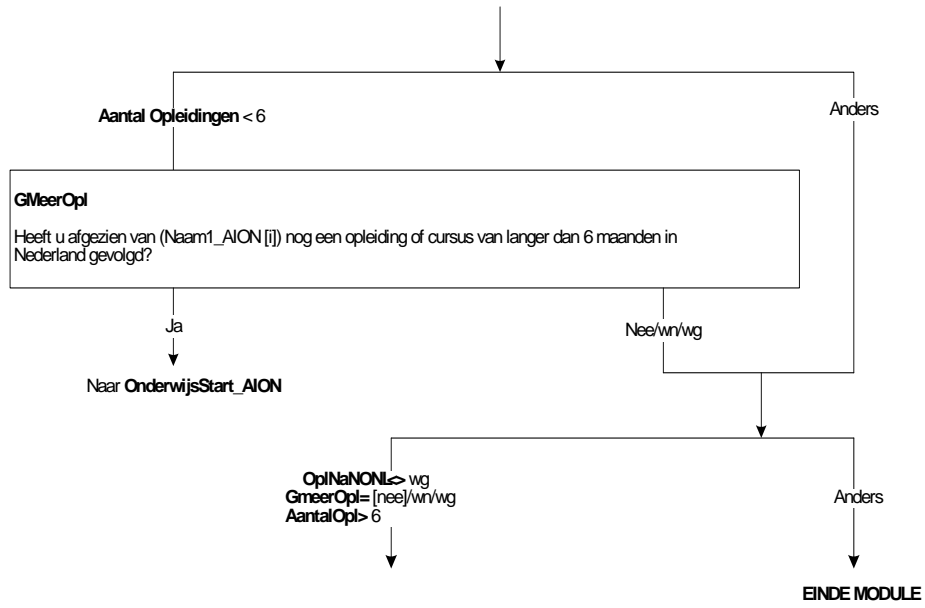 Aantal Opleidingen < 6
Anders
GMeerOpl
Heeft u afgezien van (Naam1_AION [i]) nog een opleiding of cursus van langer dan 6 maanden in
Nederland gevolgd?
Ja
Nee/wn/wg
Naar OnderwijsStart_AION
OplNaNONL<> wg
GmeerOpl= [nee]/wn/wg
AantalOpl> 6
Anders
EINDE MODULE